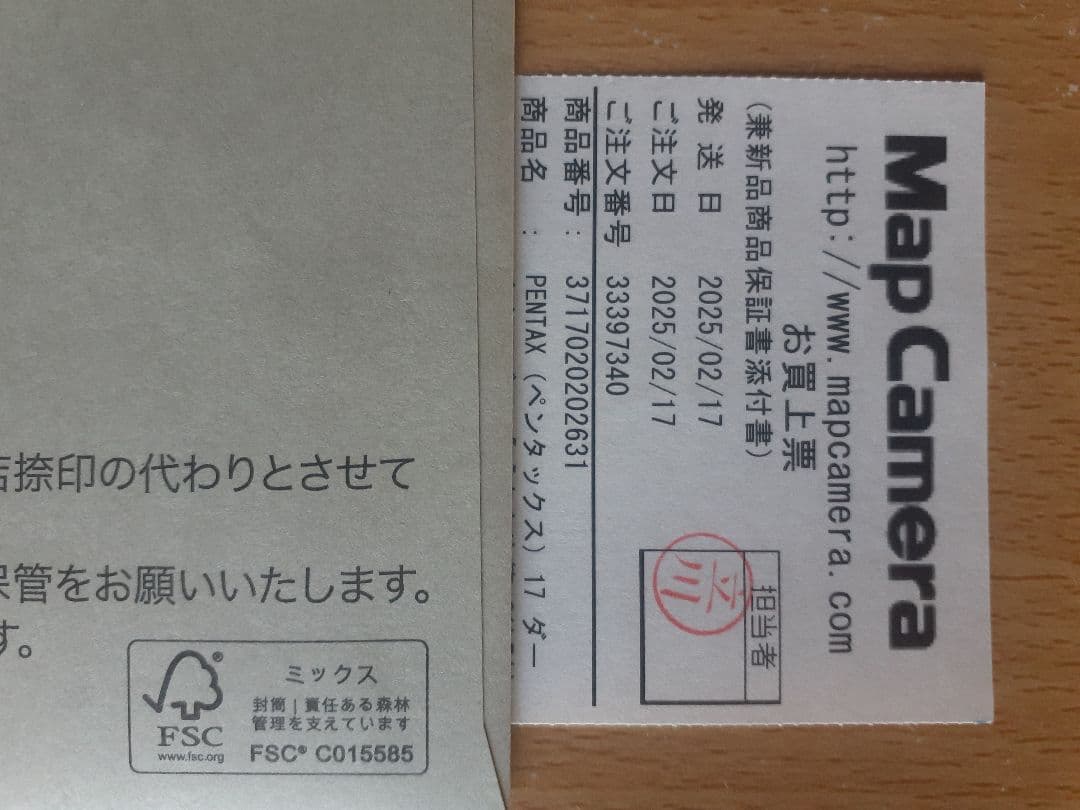 Map Camera
http://www.mapcamera.com
お買上票
(兼新品商品保証書添付書)
発送日 2025/02/17
ご注文日 2025/02/17
ご注文番号 33397340
商品番号: 3717020202631
商品名 : PENTAX (ペンタックス) 17 ダー
担当者
捺印の代わりとさせて
保管をお願いいたします。
す。
ミックス
封筒|責任ある森林
管理を支えています
FSC
www.fsc.org
FSC® C015585